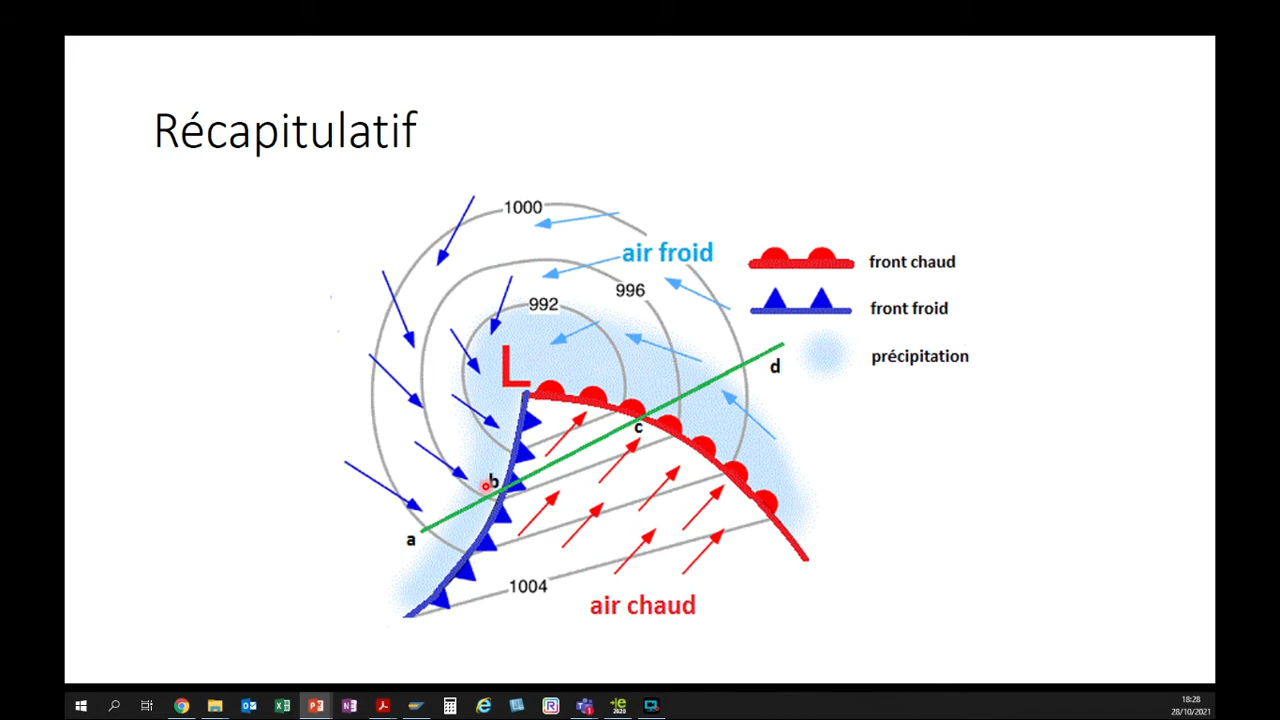 Récapitulatif
1000
air froid
front chaud
996
992
front froid
précipitation
L
d
c
b
a
1004
air chaud
18:28
28/10/2021